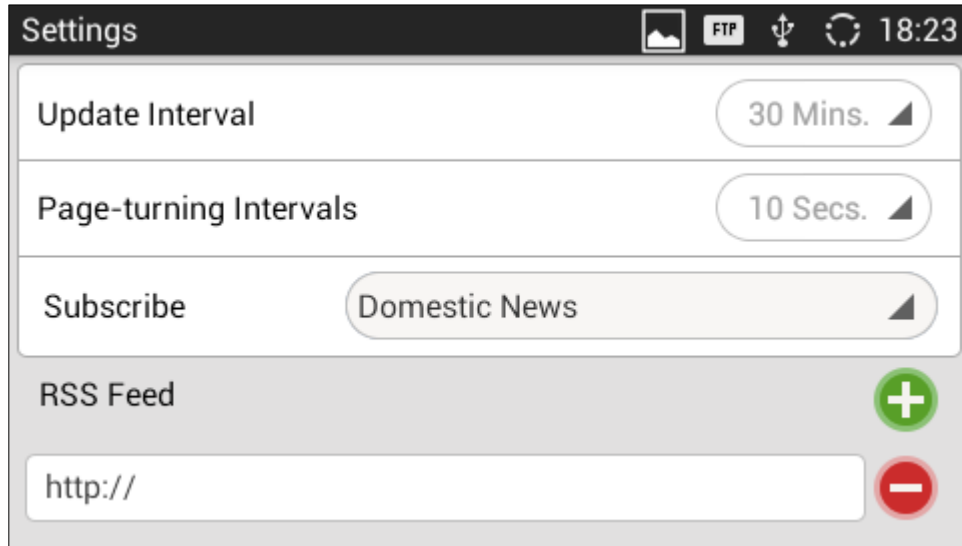 Settings FTP 18:23
Update Interval 30 Mins.
Page-turning Intervals 10 Secs.
Subscribe Domestic News
RSS Feed
http://